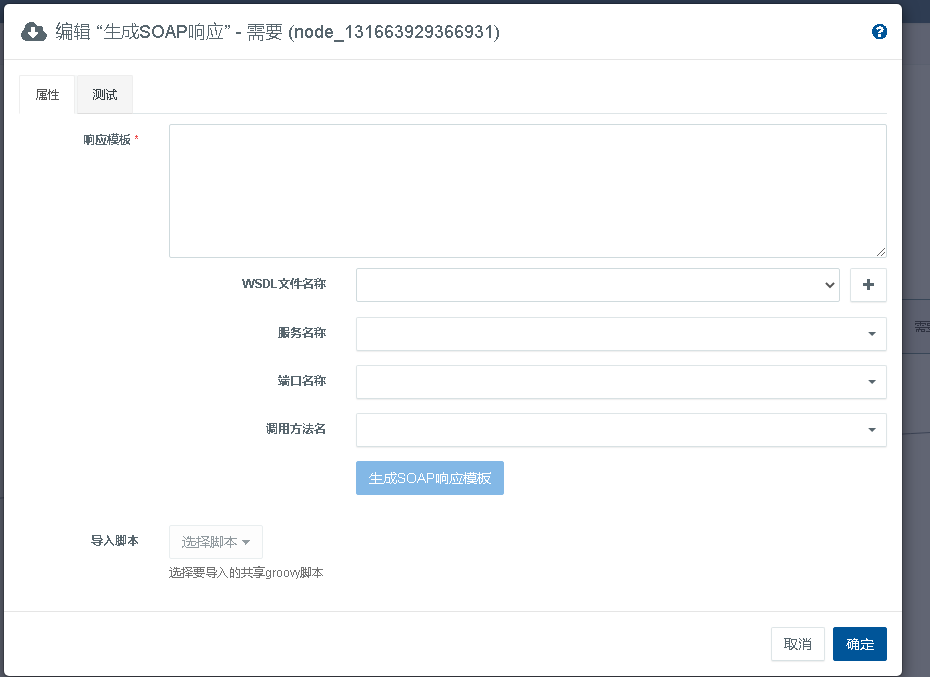 编辑 “生成SOAP响应” - 需要 (node_131663929366931)
属性 测试
响应模板 *
WSDL文件名称
服务名称
端口名称
调用方法名
生成SOAP响应模板
导入脚本 选择脚本
选择要导入的共享groovy脚本
取消 确定